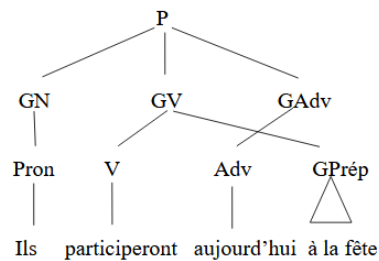 P
GN GV GAdv
Pron V Adv GPrép
Ils participeront aujourd’hui à la fête